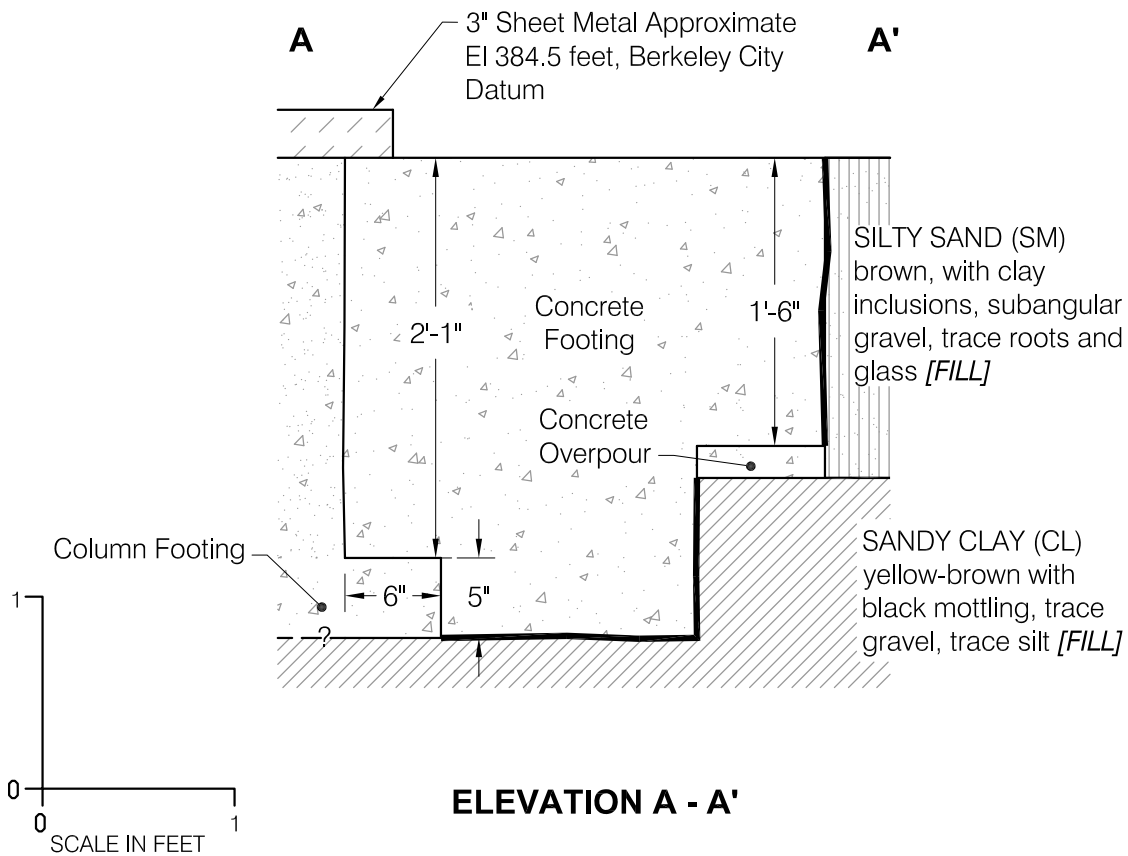 A
3" Sheet Metal Approximate
El 384.5 feet, Berkeley City
Datum
A'
SILTY SAND (SM)
brown, with clay
inclusions, subangular
gravel, trace roots and
glass [FILL]
Concrete
Footing
2'-1"
1'-6"
Concrete
Overpour
Column Footing
6"
5"
?
SANDY CLAY (CL)
yellow-brown with
black mottling, trace
gravel, trace silt [FILL]
1
0
0
1
SCALE IN FEET
ELEVATION A - A'